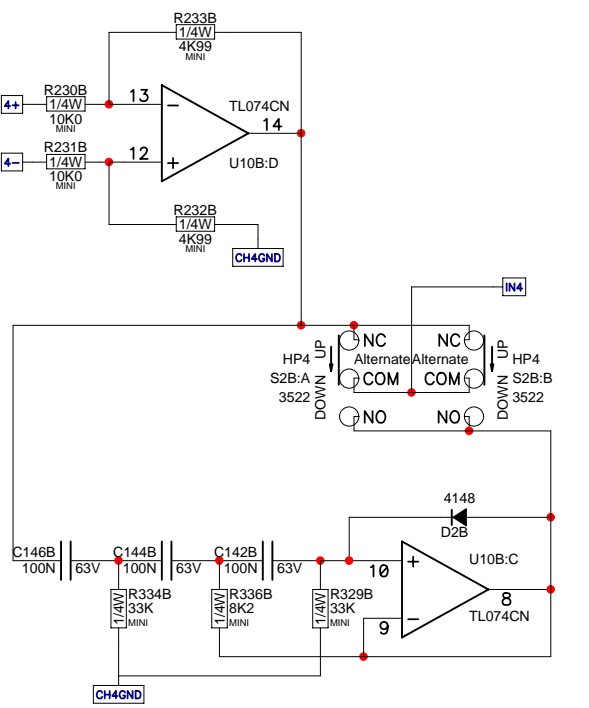 R233B
1/4W
4K99
MINI
4+
R230B
1/4W
10K0
MINI
13
TL074CN
14
U10B:D
4-
R231B
1/4W
10K0
MINI
12
R232B
1/4W
4K99
MINI
CH4GND
IN4
HP4
S2B:A
3522
UP
DOWN
NC
Alternate
COM
NO
NC
Alternate
COM
NO
UP
DOWN
HP4
S2B:B
3522
4148
D2B
C146B
100N
63V
C144B
100N
63V
C142B
100N
63V
10
9
U10B:C
8
TL074CN
1/4W
R334B
33K
MINI
1/4W
R336B
8K2
MINI
1/4W
R329B
33K
MINI
CH4GND